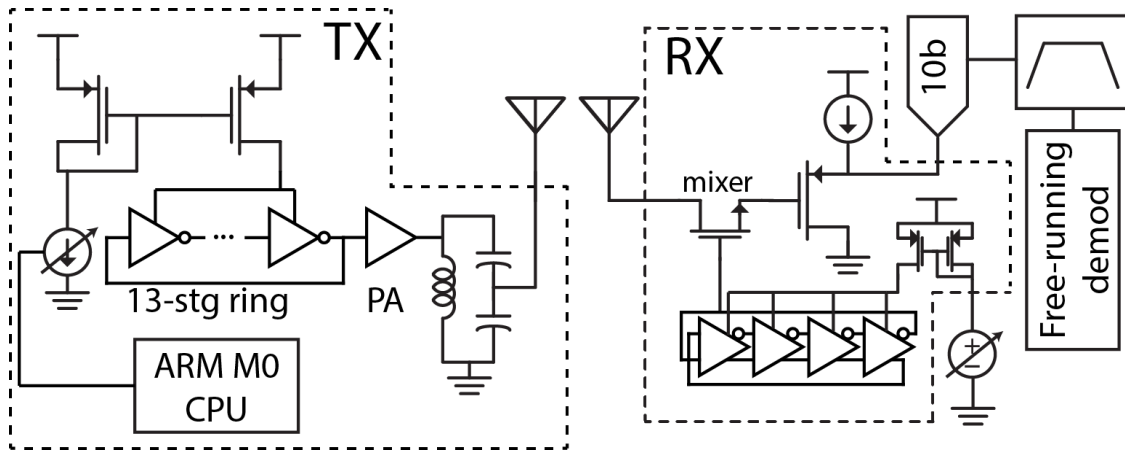 TX
RX
10b
mixer
13-stg ring
PA
ARM M0
CPU
Free-running
demod